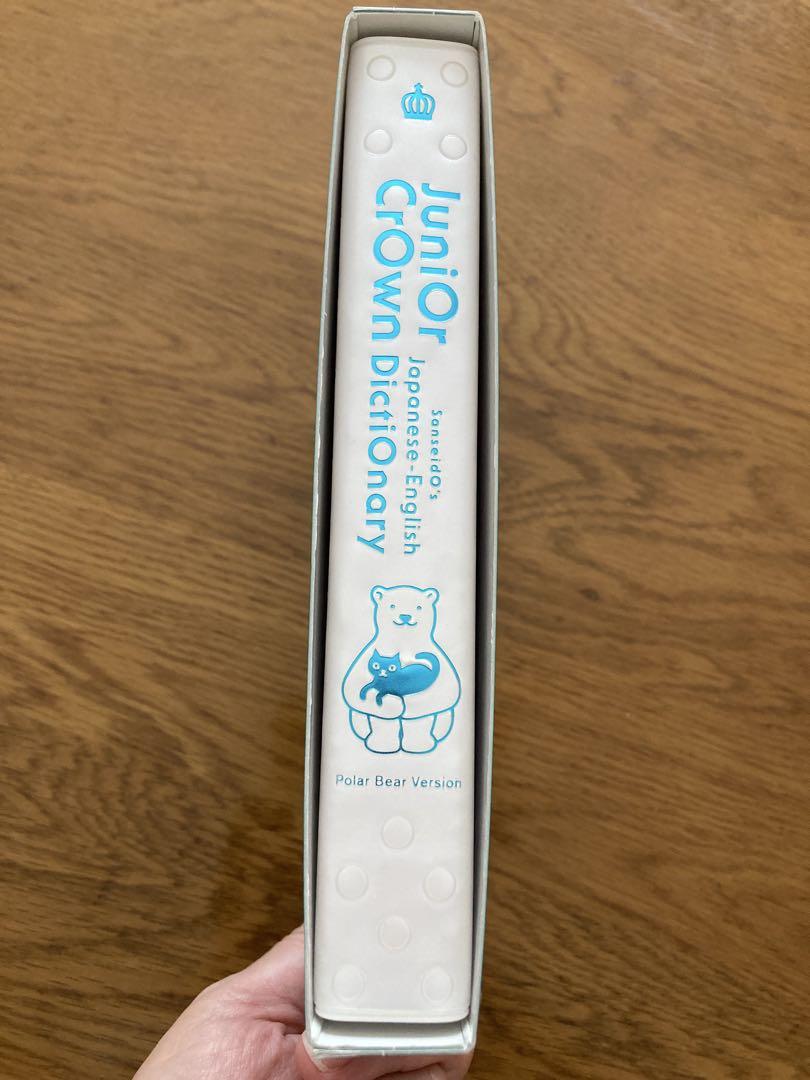 Sanseido's
Japanese-English
JuniOr
CrOwn DictiOnary
Polar Bear Version